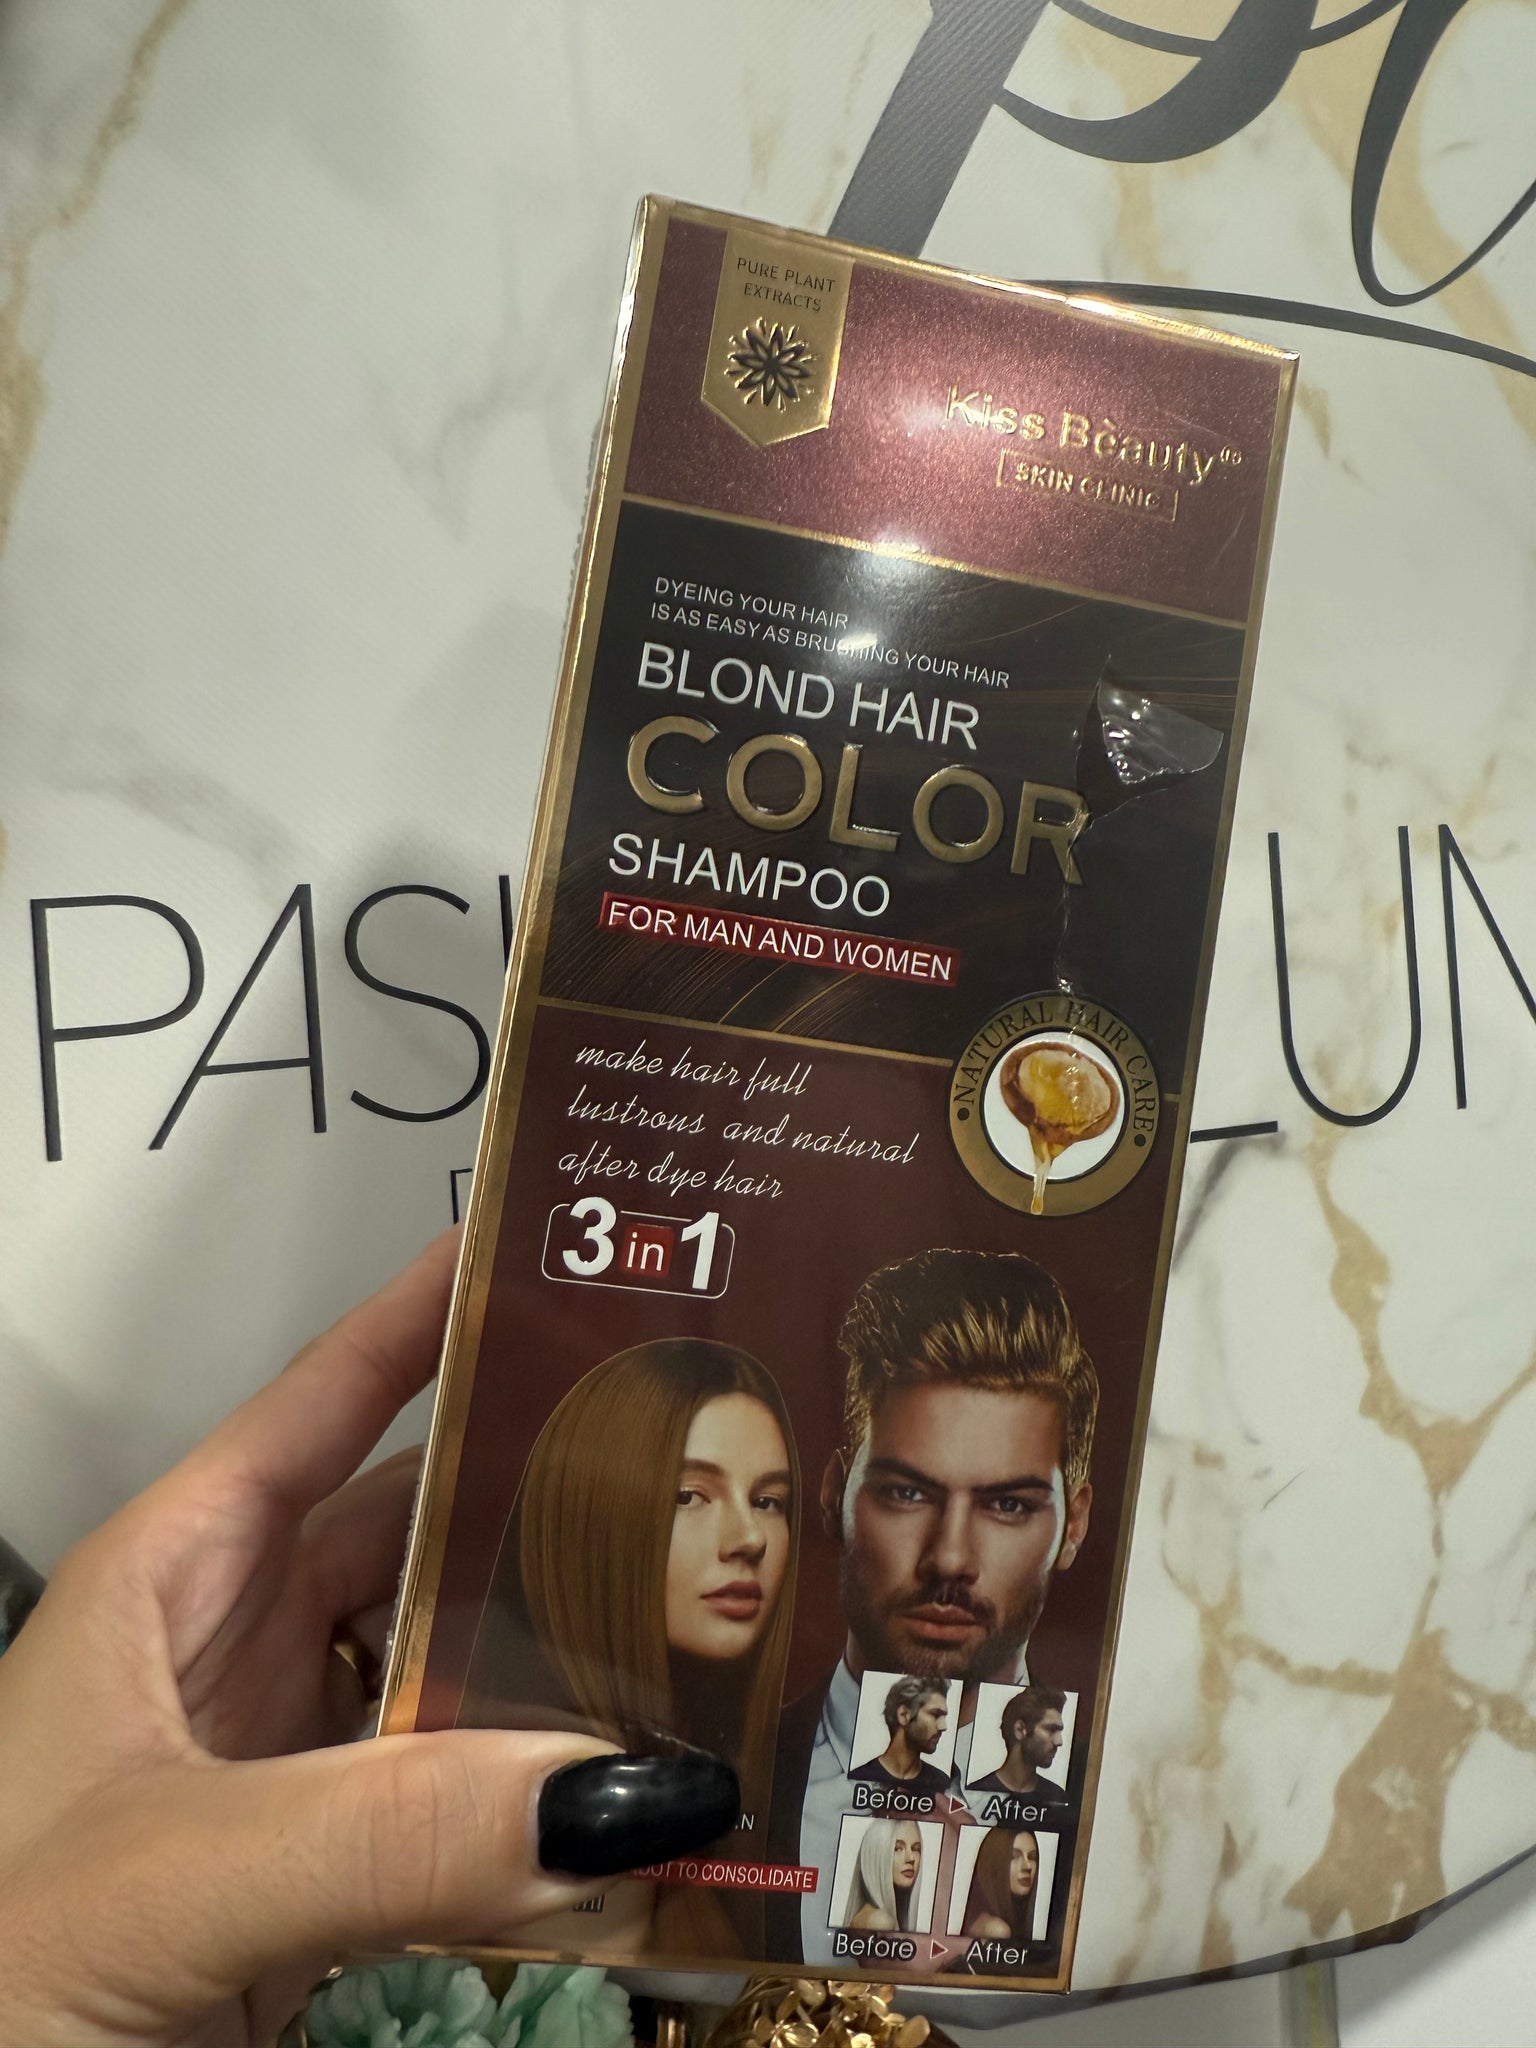 PURE PLANT
EXTRACTS
Kiss Bèauty
SKIN CLINIC
DYEING YOUR HAIR
IS AS EASY AS BRUSHING YOUR HAIR
BLOND HAIR
COLOR
SHAMPOO
FOR MAN AND WOMEN
NATURAL HAIR CARE
make hair full
lustrous and natural
after dye hair
3 in 1
Before After
TO CONSOLIDATE
Before After